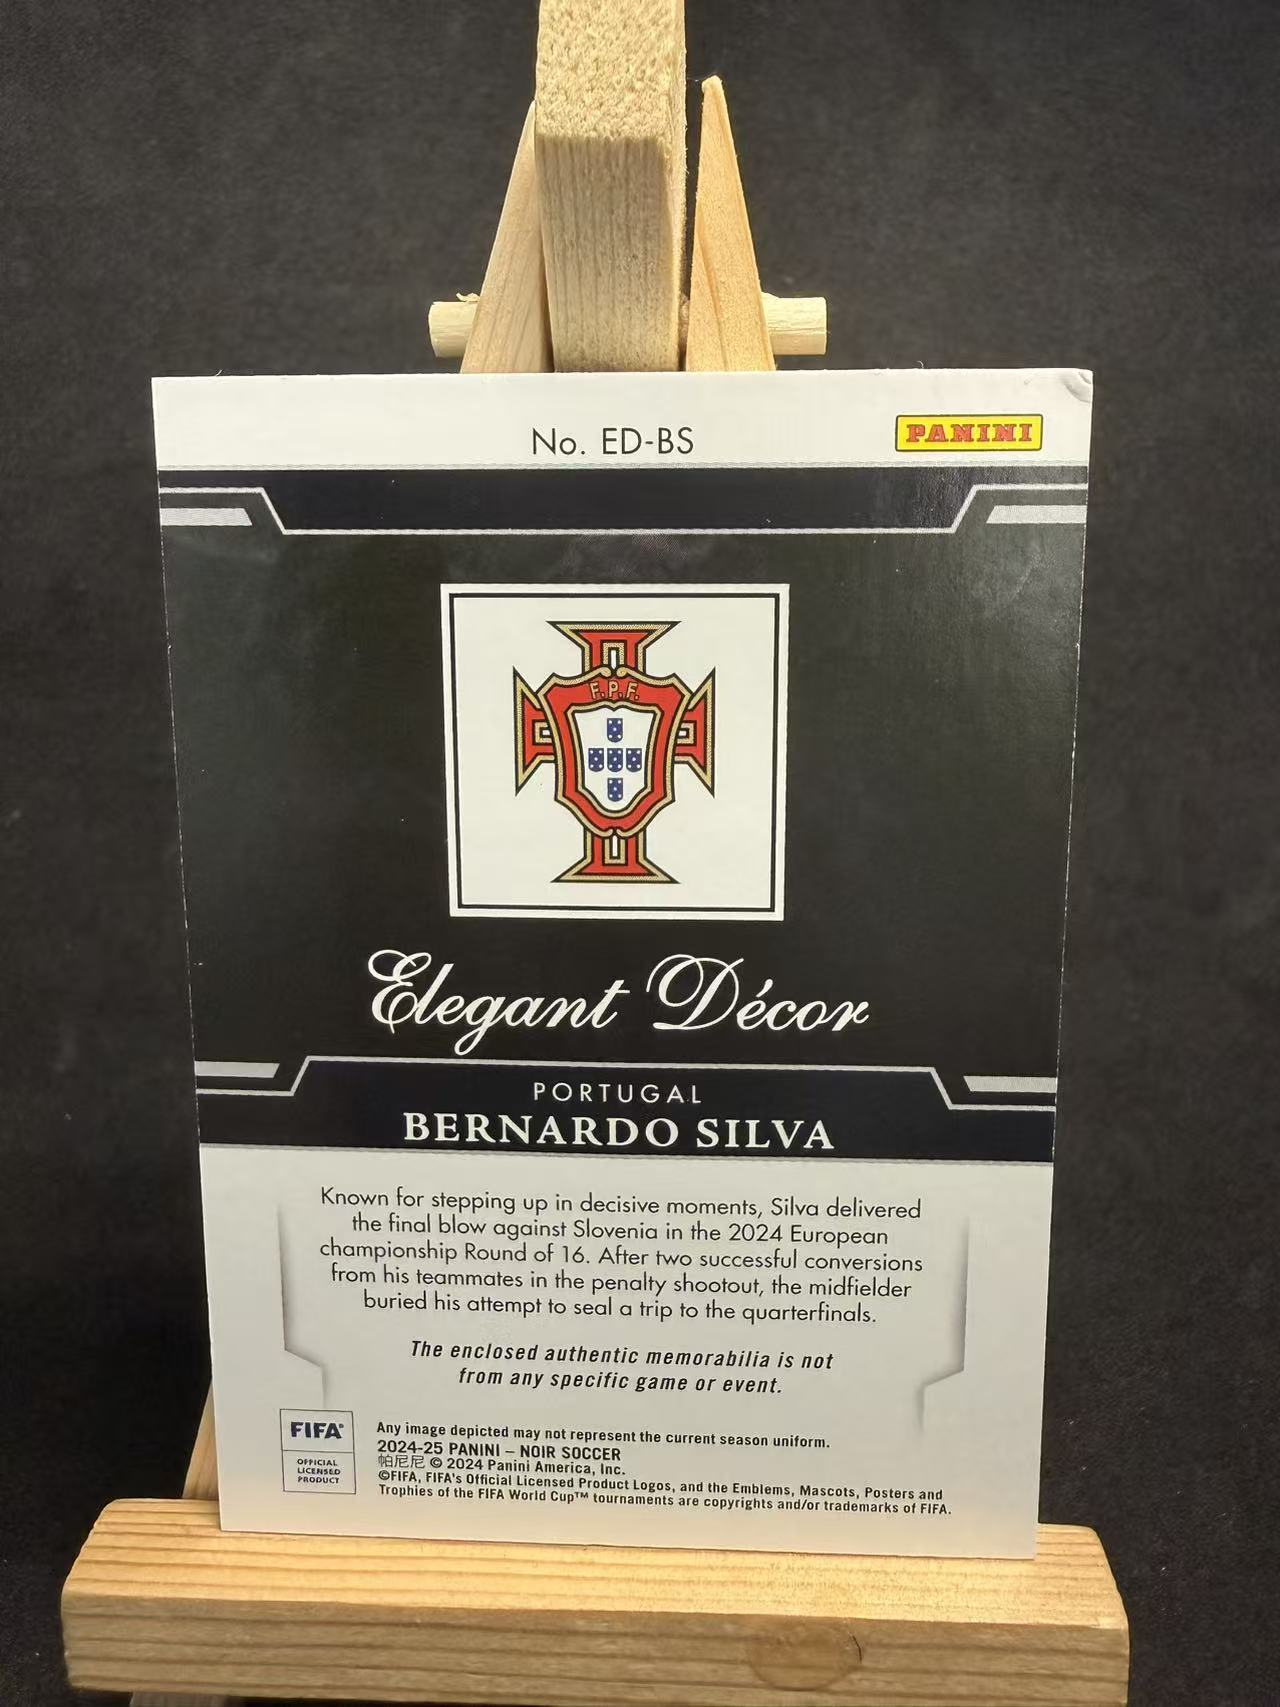 No. ED-BS
PANINI
F.P.F.
Elegant Décor
PORTUGAL
BERNARDO SILVA
Known for stepping up in decisive moments, Silva delivered
the final blow against Slovenia in the 2024 European
championship Round of 16. After two successful conversions
from his teammates in the penalty shootout, the midfielder
buried his attempt to seal a trip to the quarterfinals.
The enclosed authentic memorabilia is not
from any specific game or event.
FIFA®
OFFICIAL
LICENSED
PRODUCT
Any image depicted may not represent the current season uniform.
2024-25 PANINI – NOIR SOCCER
帕尼尼 © 2024 Panini America, Inc.
©FIFA, FIFA's Official Licensed Product Logos, and the Emblems, Mascots, Posters and
Trophies of the FIFA World Cup™ tournaments are copyrights and/or trademarks of FIFA.